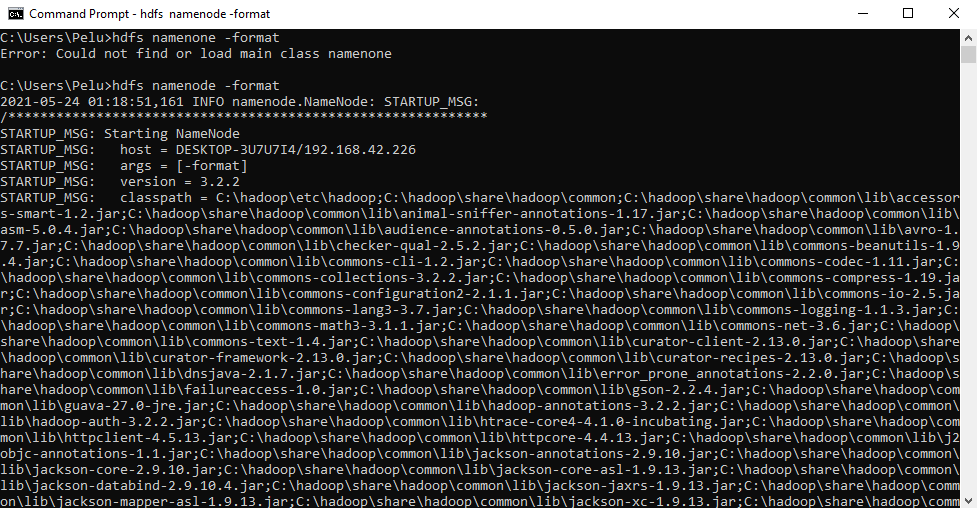 Command Prompt - hdfs  namenode -format
C:\Users\Pelu>hdfs namenone -format
Error: Could not find or load main class namenone
C:\Users\Pelu>hdfs namenode -format
2021-05-24 01:18:51,161 INFO namenode.NameNode: STARTUP_MSG:
/************************************************************
STARTUP_MSG: Starting NameNode
STARTUP_MSG:   host = DESKTOP-3U7U7I4/192.168.42.226
STARTUP_MSG:   args = [-format]
STARTUP_MSG:   version = 3.2.2
STARTUP_MSG:   classpath = C:\hadoop\etc\hadoop;C:\hadoop\share\hadoop\common;C:\hadoop\share\hadoop\common\lib\accessor
s-smart-1.2.jar;C:\hadoop\share\hadoop\common\lib\animal-sniffer-annotations-1.17.jar;C:\hadoop\share\hadoop\common\lib\
asm-5.0.4.jar;C:\hadoop\share\hadoop\common\lib\audience-annotations-0.5.0.jar;C:\hadoop\share\hadoop\common\lib\avro-1.
7.7.jar;C:\hadoop\share\hadoop\common\lib\checker-qual-2.5.2.jar;C:\hadoop\share\hadoop\common\lib\commons-beanutils-1.9
.4.jar;C:\hadoop\share\hadoop\common\lib\commons-cli-1.2.jar;C:\hadoop\share\hadoop\common\lib\commons-codec-1.11.jar;C:
\hadoop\share\hadoop\common\lib\commons-collections-3.2.2.jar;C:\hadoop\share\hadoop\common\lib\commons-compress-1.19.ja
r;C:\hadoop\share\hadoop\common\lib\commons-configuration2-2.1.1.jar;C:\hadoop\share\hadoop\common\lib\commons-io-2.5.ja
r;C:\hadoop\share\hadoop\common\lib\commons-lang3-3.7.jar;C:\hadoop\share\hadoop\common\lib\commons-logging-1.1.3.jar;C:
\hadoop\share\hadoop\common\lib\commons-math3-3.1.1.jar;C:\hadoop\share\hadoop\common\lib\commons-net-3.6.jar;C:\hadoop\
share\hadoop\common\lib\commons-text-1.4.jar;C:\hadoop\share\hadoop\common\lib\curator-client-2.13.0.jar;C:\hadoop\share
\hadoop\common\lib\curator-framework-2.13.0.jar;C:\hadoop\share\hadoop\common\lib\curator-recipes-2.13.0.jar;C:\hadoop\s
hare\hadoop\common\lib\dnsjava-2.1.7.jar;C:\hadoop\share\hadoop\common\lib\error_prone_annotations-2.2.0.jar;C:\hadoop\s
hare\hadoop\common\lib\failureaccess-1.0.jar;C:\hadoop\share\hadoop\common\lib\gson-2.2.4.jar;C:\hadoop\share\hadoop\com
mon\lib\guava-27.0-jre.jar;C:\hadoop\share\hadoop\common\lib\hadoop-annotations-3.2.2.jar;C:\hadoop\share\hadoop\common\
lib\hadoop-auth-3.2.2.jar;C:\hadoop\share\hadoop\common\lib\htrace-core4-4.1.0-incubating.jar;C:\hadoop\share\hadoop\com
mon\lib\httpclient-4.5.13.jar;C:\hadoop\share\hadoop\common\lib\httpcore-4.4.13.jar;C:\hadoop\share\hadoop\common\lib\j2
objc-annotations-1.1.jar;C:\hadoop\share\hadoop\common\lib\jackson-annotations-2.9.10.jar;C:\hadoop\share\hadoop\common\
lib\jackson-core-2.9.10.jar;C:\hadoop\share\hadoop\common\lib\jackson-core-asl-1.9.13.jar;C:\hadoop\share\hadoop\common\
lib\jackson-databind-2.9.10.4.jar;C:\hadoop\share\hadoop\common\lib\jackson-jaxrs-1.9.13.jar;C:\hadoop\share\hadoop\comm
on\lib\jackson-mapper-asl-1.9.13.jar;C:\hadoop\share\hadoop\common\lib\jackson-xc-1.9.13.jar;C:\hadoop\share\hadoop\comm